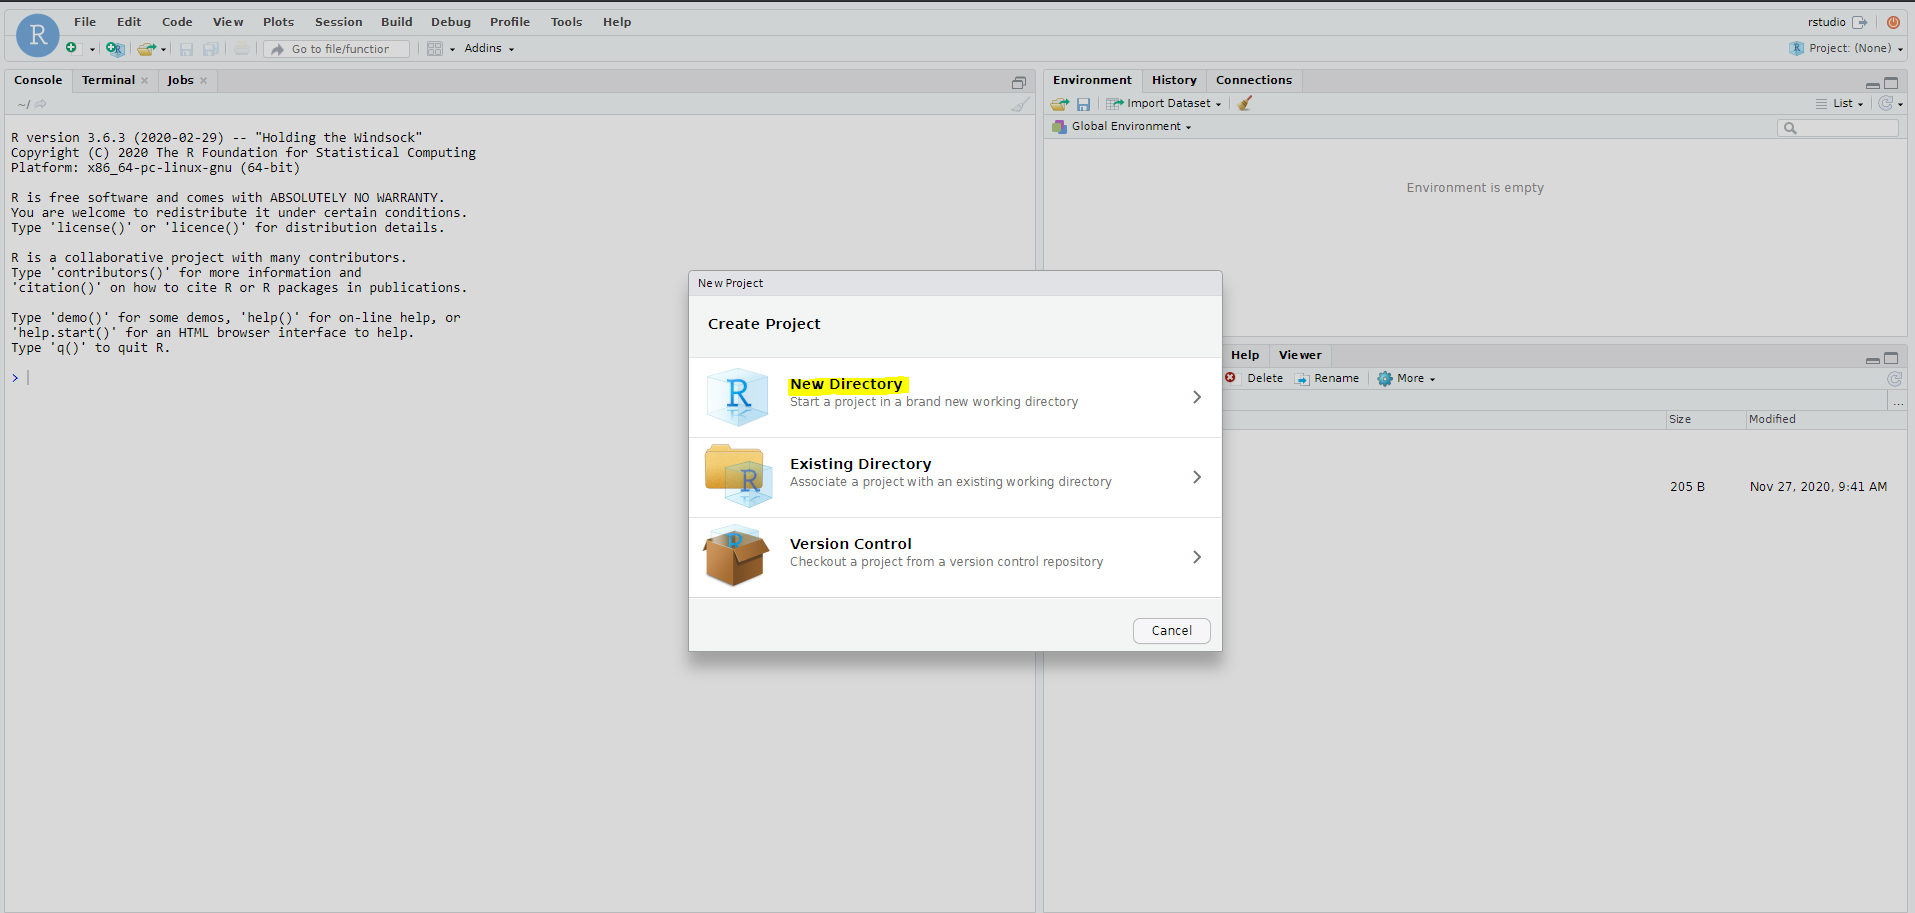 File Edit Code View Plots Session Build Debug Profile Tools Help
rstudio
R
Go to file/function
Addins
Project: (None)
Console Terminal Jobs
~/
R version 3.6.3 (2020-02-29) -- "Holding the Windsock"
Copyright (C) 2020 The R Foundation for Statistical Computing
Platform: x86_64-pc-linux-gnu (64-bit)
R is free software and comes with ABSOLUTELY NO WARRANTY.
You are welcome to redistribute it under certain conditions.
Type 'license()' or 'licence()' for distribution details.
R is a collaborative project with many contributors.
Type 'contributors()' for more information and
'citation()' on how to cite R or R packages in publications.
Type 'demo()' for some demos, 'help()' for on-line help, or
'help.start()' for an HTML browser interface to help.
Type 'q()' to quit R.
>
Environment History Connections
Import Dataset
List
Global Environment
Environment is empty
New Project
Create Project
R
New Directory
Start a project in a brand new working directory
R
Existing Directory
Associate a project with an existing working directory
Version Control
Checkout a project from a version control repository
Cancel
Help Viewer
Delete Rename More
...
Size Modified
205 B Nov 27, 2020, 9:41 AM